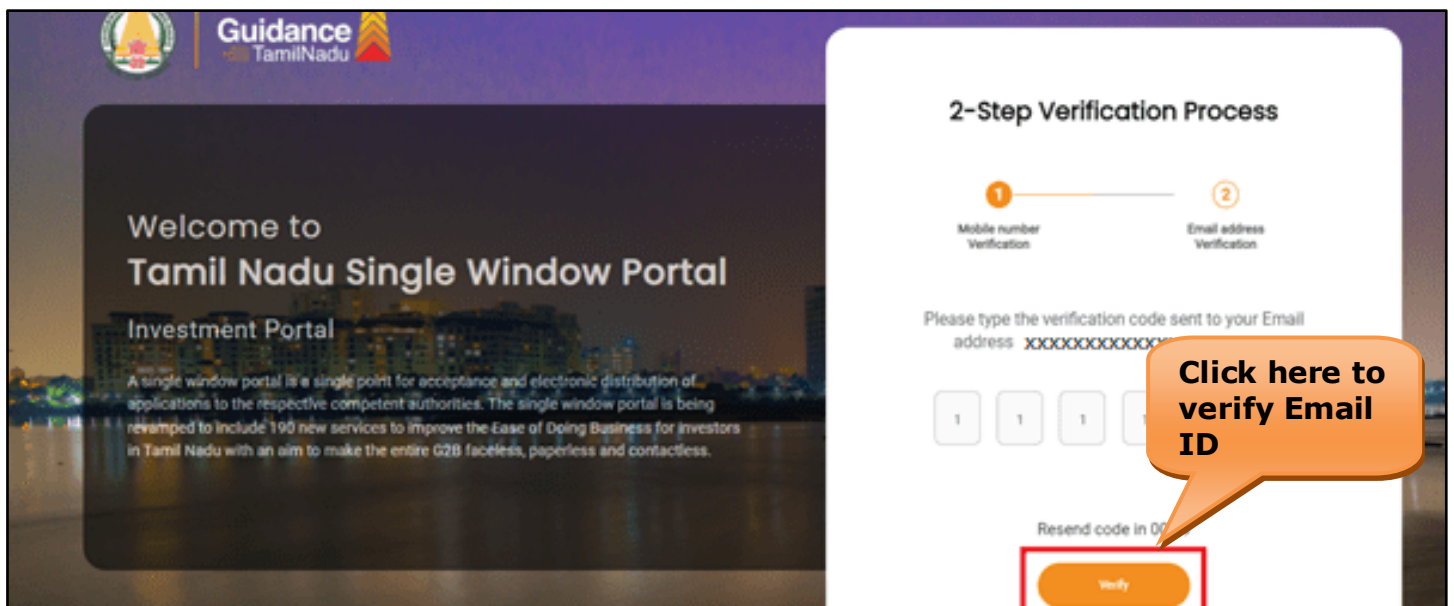 Guidance
TamilNadu
Welcome to
Tamil Nadu Single Window Portal
Investment Portal
A single window portal is a single point for acceptance and electronic distribution of
applications to the respective competent authorities. The single window portal is being
revamped to include 190 new services to improve the Ease of Doing Business for investors
in Tamil Nadu with an aim to make the entire G2B faceless, paperless and contactless.
2-Step Verification Process
1
2
Mobile number
Verification
Email address
Verification
Please type the verification code sent to your Email
address XXXXXXXXXXXXX
1 1 1 1
Click here to
verify Email
ID
Resend code in
Verify